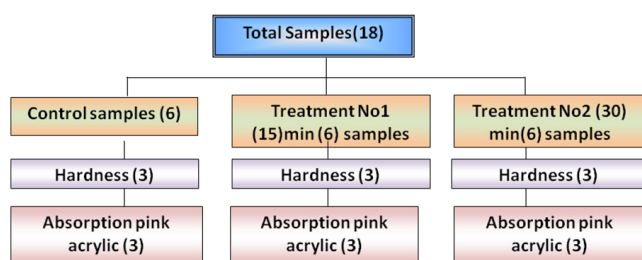 Total Samples(18)
Control samples (6)
Treatment No1
(15)min (6) samples
Treatment No2 (30)
min(6) samples
Hardness (3)
Hardness (3)
Hardness (3)
Absorption pink
acrylic (3)
Absorption pink
acrylic (3)
Absorption pink
acrylic (3)